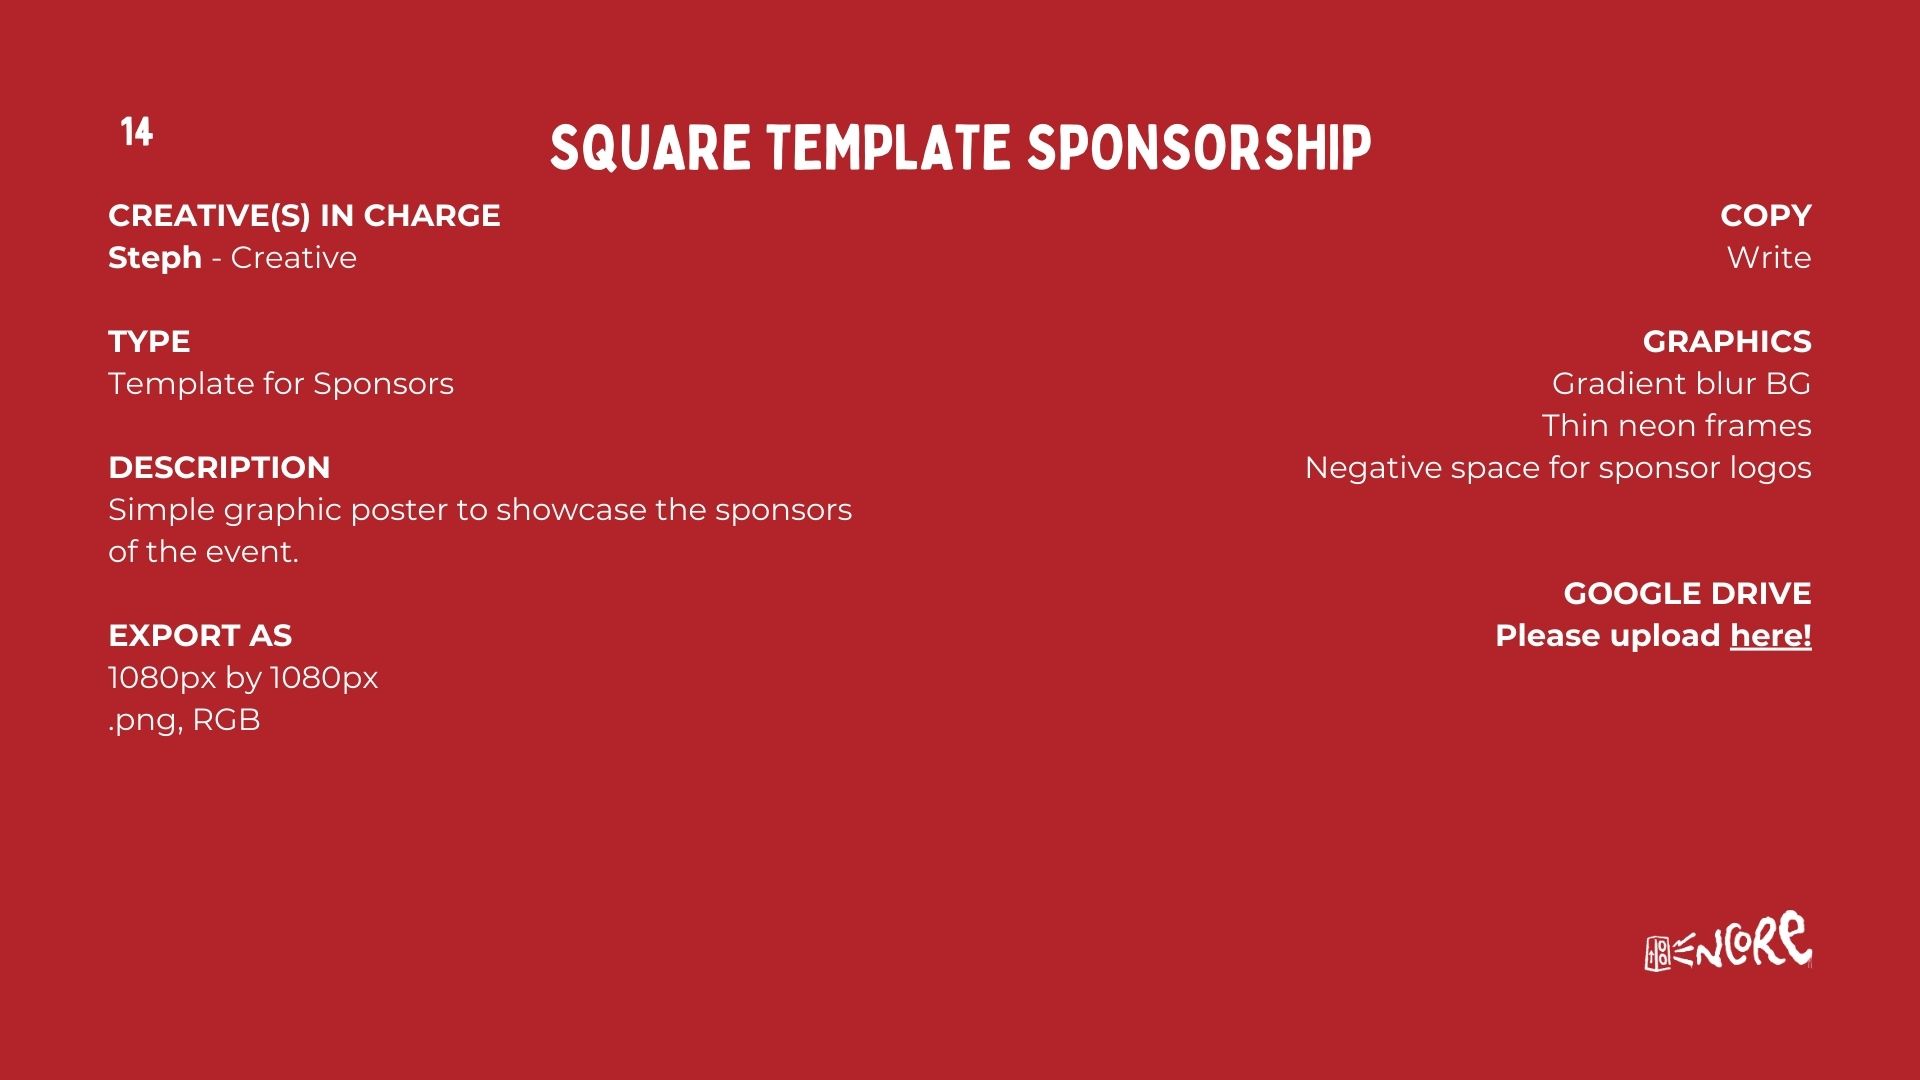 14
SQUARE TEMPLATE SPONSORSHIP
CREATIVE(S) IN CHARGE
Steph - Creative
TYPE
Template for Sponsors
DESCRIPTION
Simple graphic poster to showcase the sponsors
of the event.
EXPORT AS
1080px by 1080px
.png, RGB
COPY
Write
GRAPHICS
Gradient blur BG
Thin neon frames
Negative space for sponsor logos
GOOGLE DRIVE
Please upload here!
ENCORE